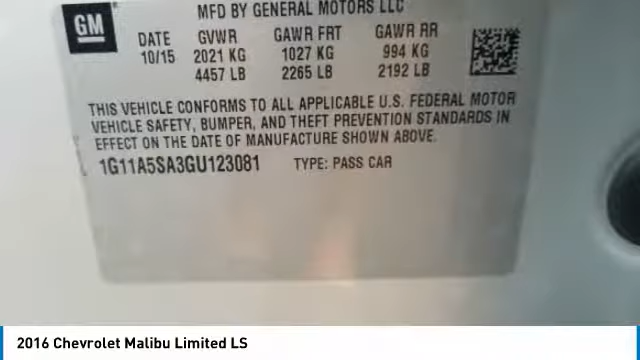 MFD BY GENERAL MOTORS LLC
GM
DATE GVWR GAWR FRT GAWR RR
10/15 2021 KG 1027 KG 994 KG
4457 LB 2265 LB 2192 LB
THIS VEHICLE CONFORMS TO ALL APPLICABLE U.S. FEDERAL MOTOR
VEHICLE SAFETY, BUMPER, AND THEFT PREVENTION STANDARDS IN
EFFECT ON THE DATE OF MANUFACTURE SHOWN ABOVE.
1G11A5SA3GU123081 TYPE: PASS CAR
2016 Chevrolet Malibu Limited LS